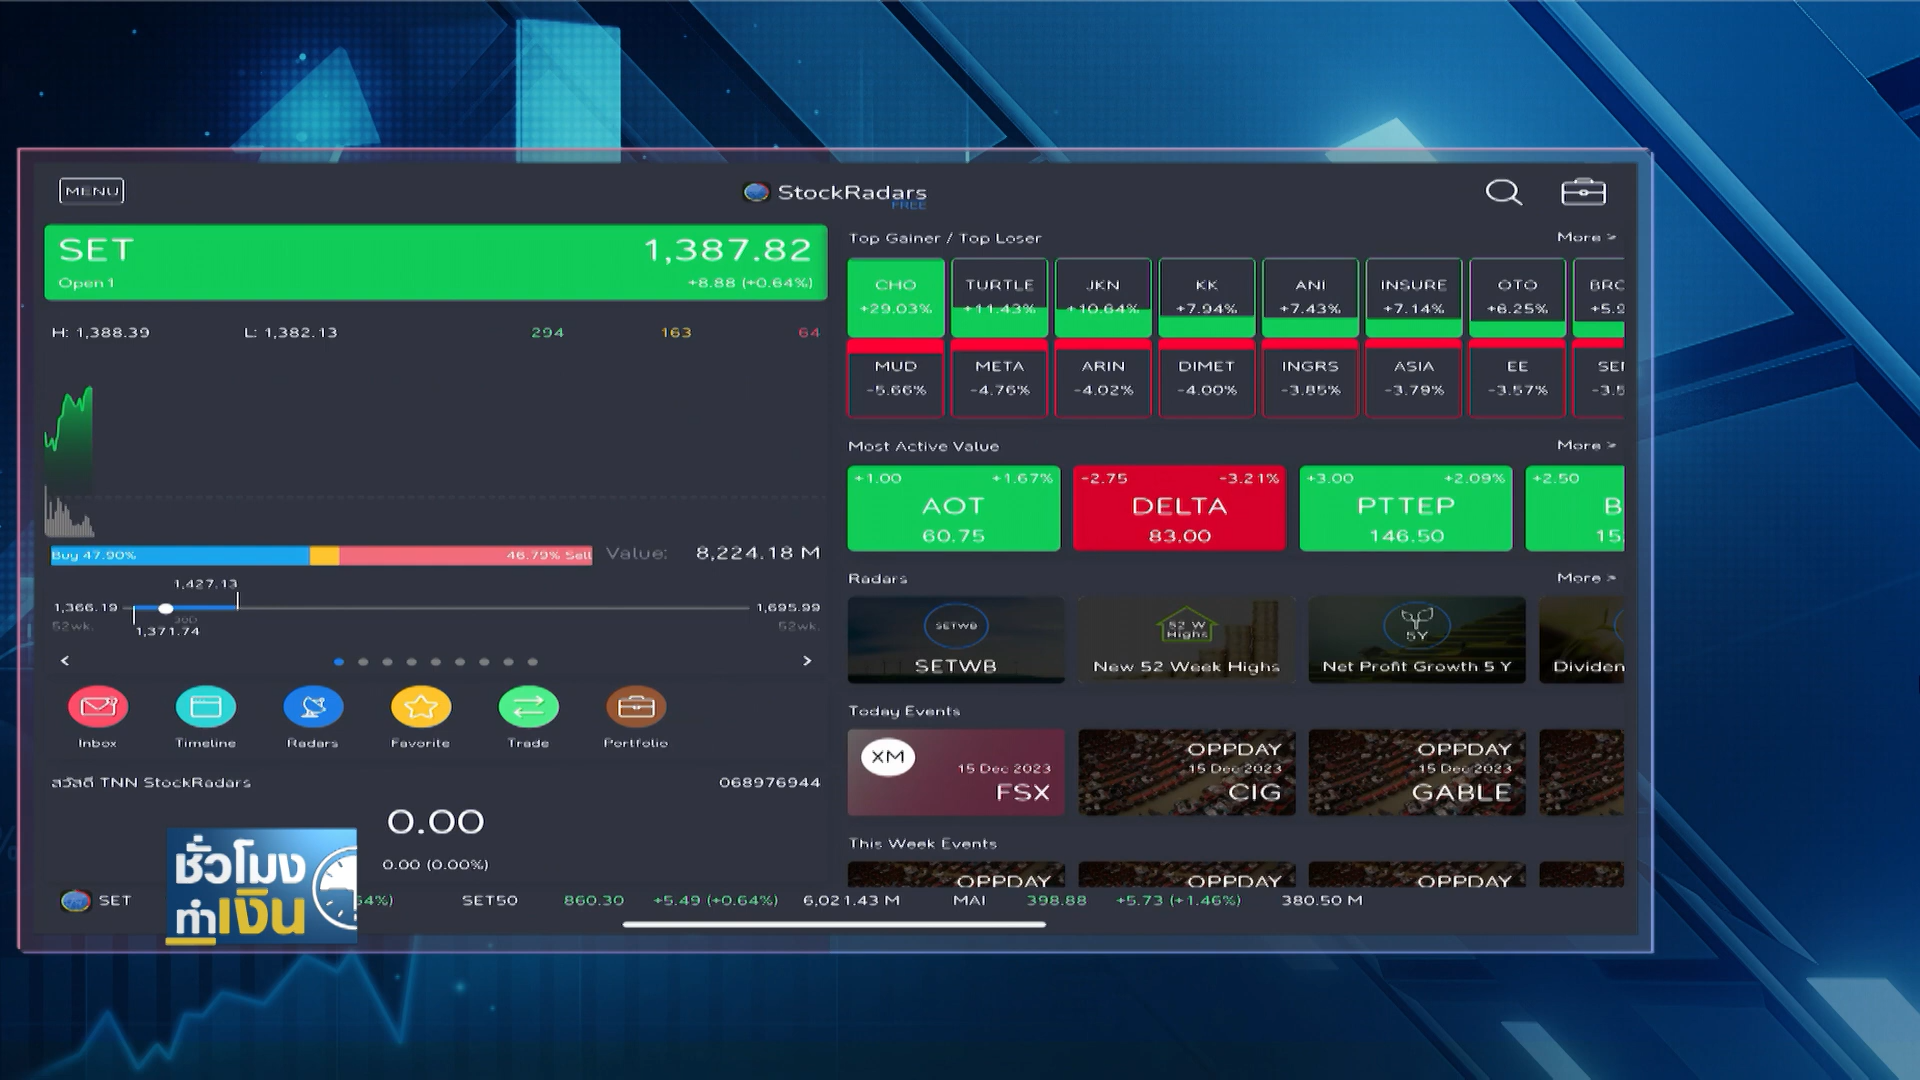 MENU
StockRadars
FREE
SET
1,387.82
Open1
+8.88 (+0.64%)
H: 1,388.39
L: 1,382.13
294
163
64
Buy 47.90%
46.79% Sell
Value:
8,224.18 M
1,427.13
1,366.19
1,695.99
52wk.
30D
52wk.
1,371.74
Inbox
Timeline
Radars
Favorite
Trade
Portfolio
สวัสดี TNN StockRadars
068976944
0.00
0.00 (0.00%)
Top Gainer / Top Loser
More >
CHO
TURTLE
JKN
KK
ANI
INSURE
OTO
BRC
+29.03%
+11.43%
+10.64%
+7.94%
+7.43%
+7.14%
+6.25%
+5.9
MUD
META
ARIN
DIMET
INGRS
ASIA
EE
SE
-5.66%
-4.76%
-4.02%
-4.00%
-3.85%
-3.79%
-3.57%
-3.5
Most Active Value
More >
+1.00
+1.67%
AOT
60.75
-2.75
-3.21%
DELTA
83.00
+3.00
+2.09%
PTTEP
146.50
+2.50
B
15
Radars
More >
SETWB
SETWB
52 W
Highs
New 52 Week Highs
5Y
Net Profit Growth 5 Y
Dividen
Today Events
XM
15 Dec 2023
FSX
OPPDAY
15 Dec 2023
CIG
OPPDAY
15 Dec 2023
GABLE
This Week Events
OPPDAY
OPPDAY
OPPDAY
ชั่วโมง
ทำเงิน
SET
54%)
SET50
860.30
+5.49 (+0.64%)
6,021.43 M
MAI
398.88
+5.73 (+1.46%)
380.50 M